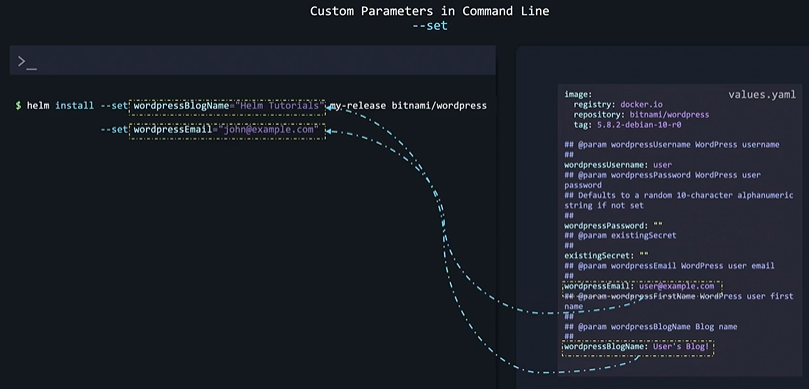 Custom Parameters in Command Line
--set
>_
$ helm install --set wordpressBlogName="Helm Tutorials" my-release bitnami/wordpress
--set wordpressEmail="john@example.com"
values.yaml
image:
registry: docker.io
repository: bitnami/wordpress
tag: 5.8.2-debian-10-r0
## @param wordpressUsername WordPress username
##
wordpressUsername: user
## @param wordpressPassword WordPress user
password
## Defaults to a random 10-character alphanumeric
string if not set
##
wordpressPassword: ""
## @param existingSecret
##
existingSecret: ""
## @param wordpressEmail WordPress user email
##
wordpressEmail: user@example.com
## @param wordpressFirstName WordPress user first
name
##
## @param wordpressBlogName Blog name
##
wordpressBlogName: User's Blog!